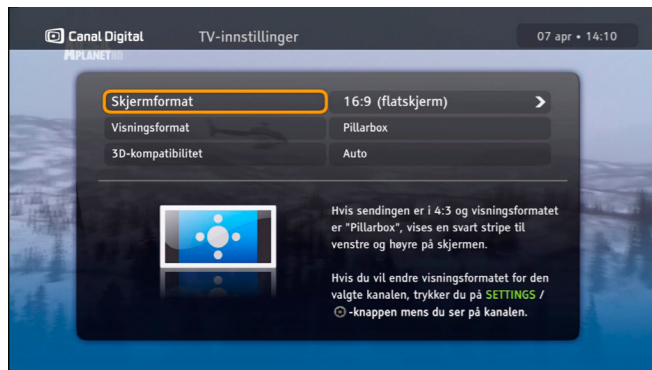 Canal Digital
TV-innstillinger
07 apr • 14:10
APLANET HD
Skjermformat
16:9 (flatskjerm)
Visningsformat
Pillarbox
3D-kompatibilitet
Auto
Hvis sendingen er i 4:3 og visningsformatet
er "Pillarbox", vises en svart stripe til
venstre og høyre på skjermen.
Hvis du vil endre visningsformatet for den
valgte kanalen, trykker du på SETTINGS /
-knappen mens du ser på kanalen.